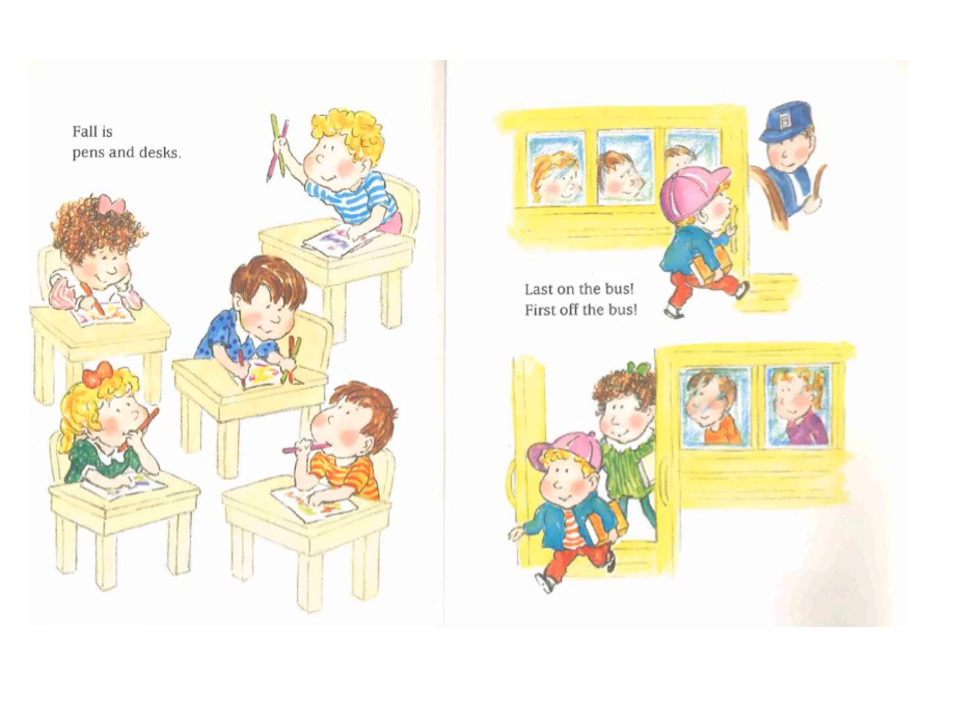 Fall is
pens and desks.
Last on the bus!
First off the bus!